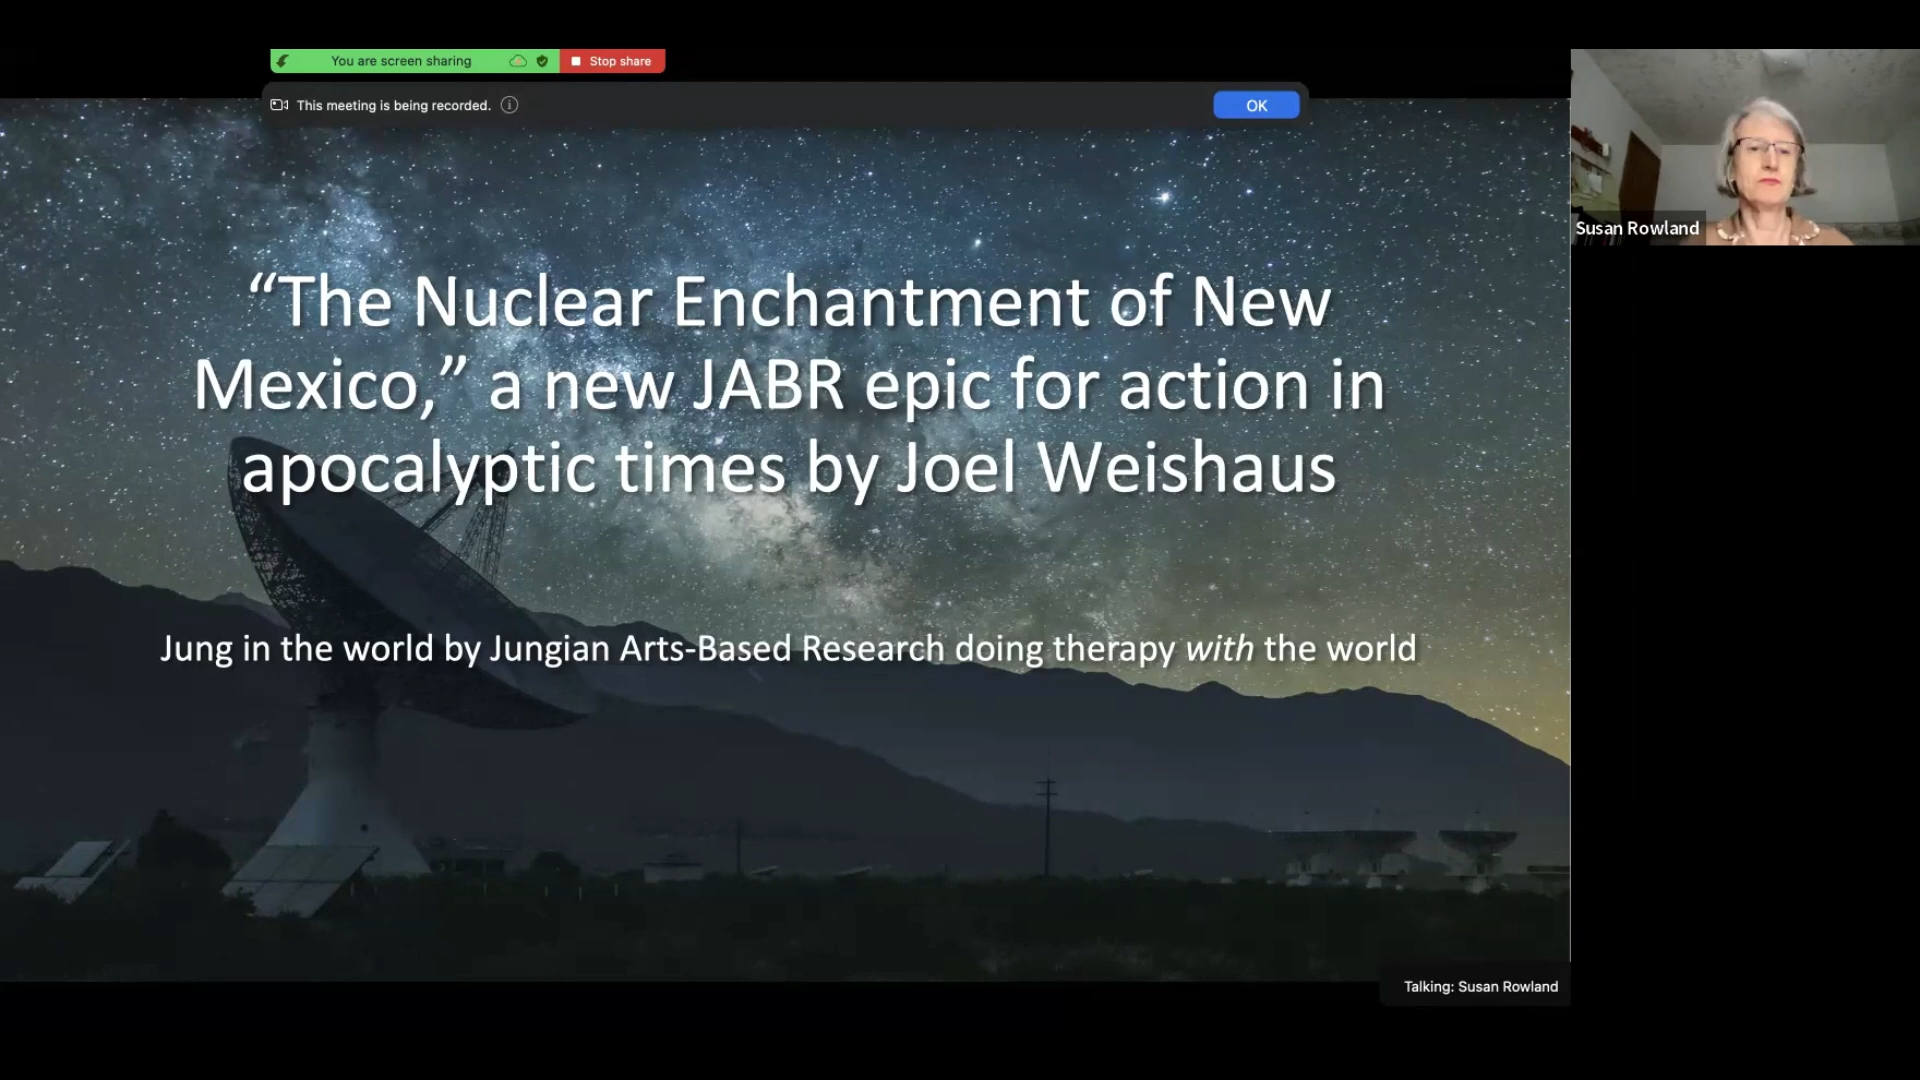 You are screen sharing
Stop share
This meeting is being recorded.
OK
“The Nuclear Enchantment of New
Mexico,” a new JABR epic for action in
apocalyptic times by Joel Weishaus
Jung in the world by Jungian Arts-Based Research doing therapy with the world
Susan Rowland
Talking: Susan Rowland